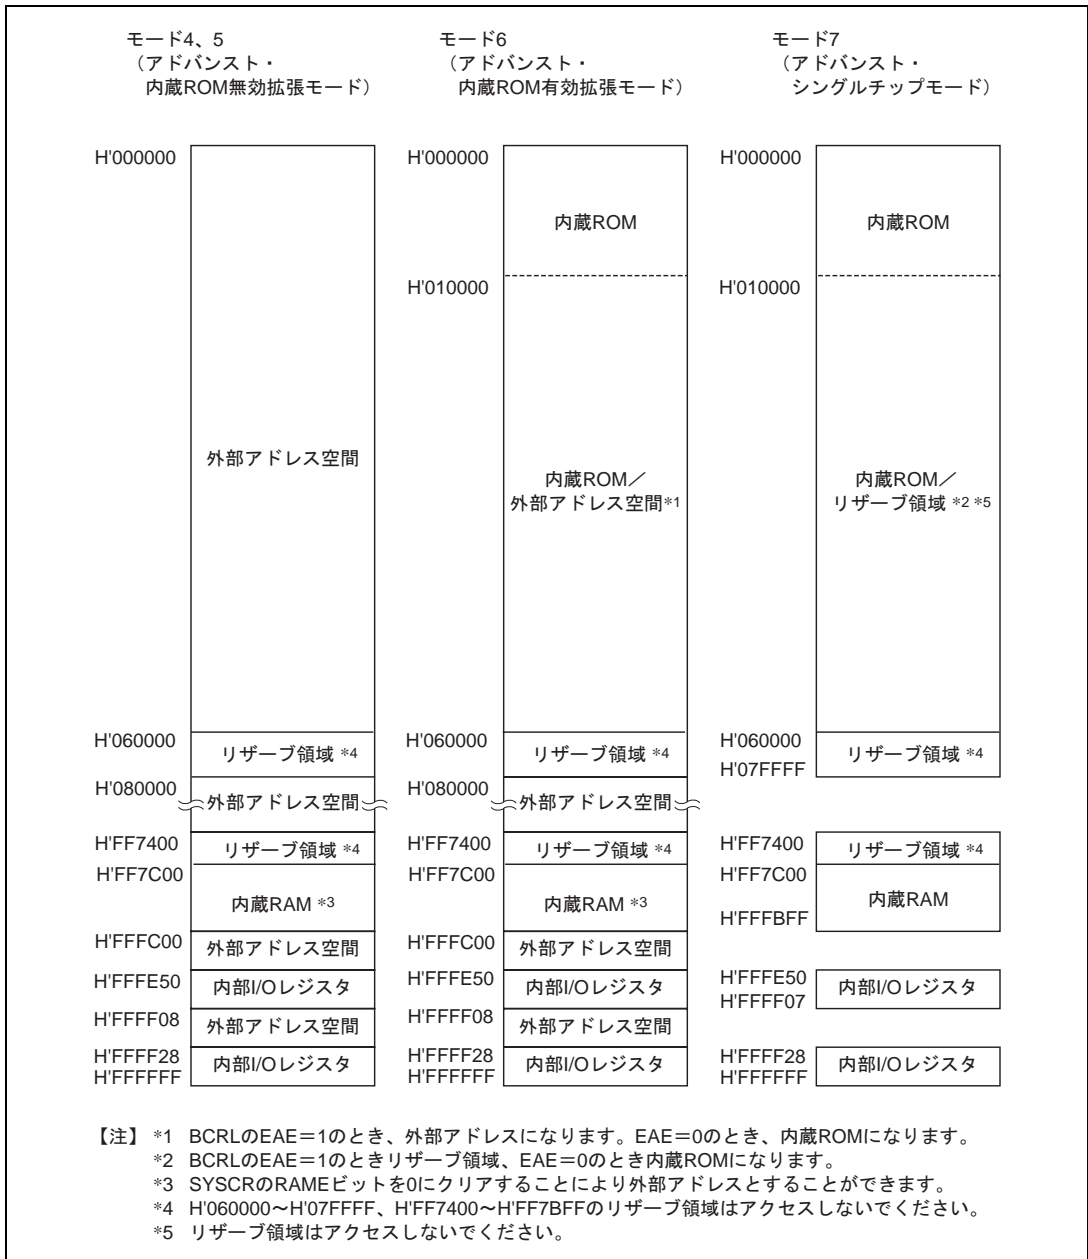 モード4、5
（アドバンスト・
内蔵ROM無効拡張モード）
H'000000
外部アドレス空間
H'060000
リザーブ領域 *4
H'080000
外部アドレス空間
H'FF7400
リザーブ領域 *4
H'FF7C00
内蔵RAM *3
H'FFFC00
外部アドレス空間
H'FFFE50
内部I/Oレジスタ
H'FFFF08
外部アドレス空間
H'FFFF28
内部I/Oレジスタ
H'FFFFFF
モード6
（アドバンスト・
内蔵ROM有効拡張モード）
H'000000
内蔵ROM
H'010000
内蔵ROM／
外部アドレス空間*1
H'060000
リザーブ領域 *4
H'080000
外部アドレス空間
H'FF7400
リザーブ領域 *4
H'FF7C00
内蔵RAM *3
H'FFFC00
外部アドレス空間
H'FFFE50
内部I/Oレジスタ
H'FFFF08
外部アドレス空間
H'FFFF28
内部I/Oレジスタ
H'FFFFFF
モード7
（アドバンスト・
シングルチップモード）
H'000000
内蔵ROM
H'010000
内蔵ROM／
リザーブ領域 *2 *5
H'060000
リザーブ領域 *4
H'07FFFF
H'FF7400
リザーブ領域 *4
H'FF7C00
内蔵RAM
H'FFFBFF
H'FFFE50
内部I/Oレジスタ
H'FFFF07
H'FFFF28
内部I/Oレジスタ
H'FFFFFF
【注】 *1 BCRLのEAE＝1のとき、外部アドレスになります。EAE＝0のとき、内蔵ROMになります。
*2 BCRLのEAE＝1のときリザーブ領域、EAE＝0のとき内蔵ROMになります。
*3 SYSCRのRAMEビットを0にクリアすることにより外部アドレスとすることができます。
*4 H'060000～H'07FFFF、H'FF7400～H'FF7BFFのリザーブ領域はアクセスしないでください。
*5 リザーブ領域はアクセスしないでください。